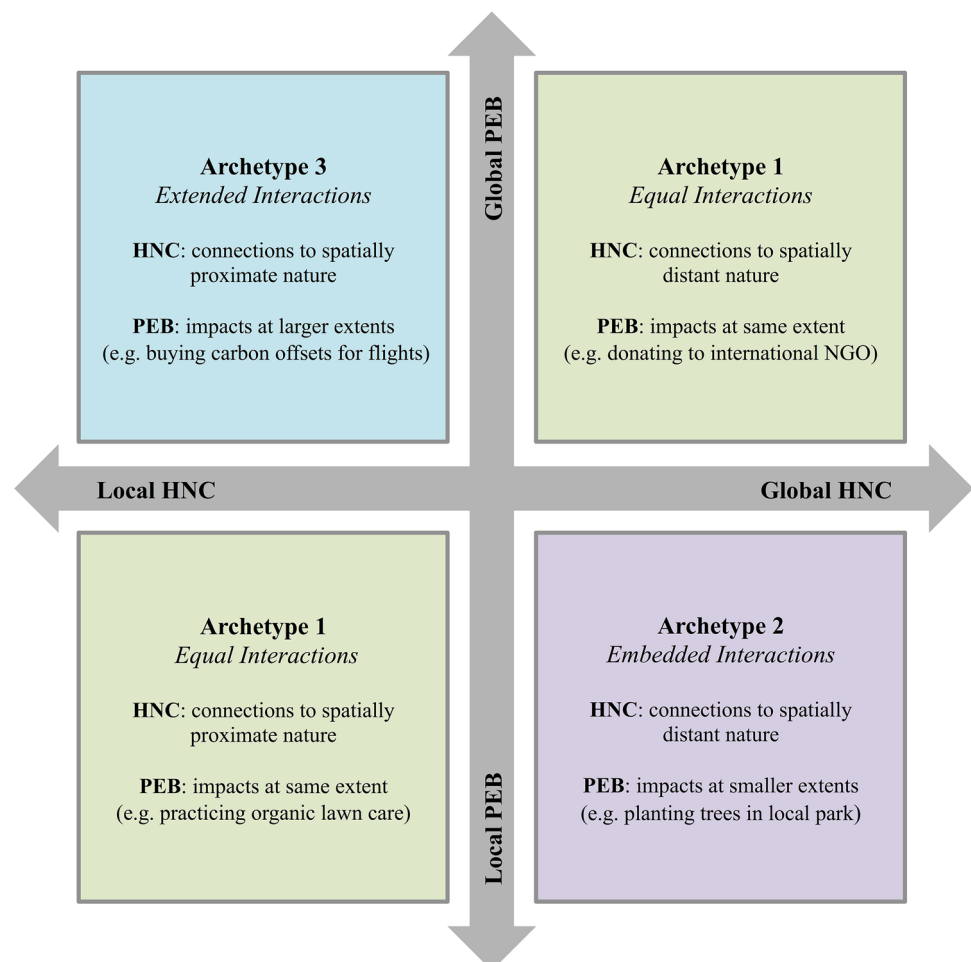 Global PEB
Archetype 3
Extended Interactions
HNC: connections to spatially
proximate nature
PEB: impacts at larger extents
(e.g. buying carbon offsets for flights)
Archetype 1
Equal Interactions
HNC: connections to spatially
distant nature
PEB: impacts at same extent
(e.g. donating to international NGO)
Local HNC
Global HNC
Archetype 1
Equal Interactions
HNC: connections to spatially
proximate nature
PEB: impacts at same extent
(e.g. practicing organic lawn care)
Archetype 2
Embedded Interactions
HNC: connections to spatially
distant nature
PEB: impacts at smaller extents
(e.g. planting trees in local park)
Local PEB